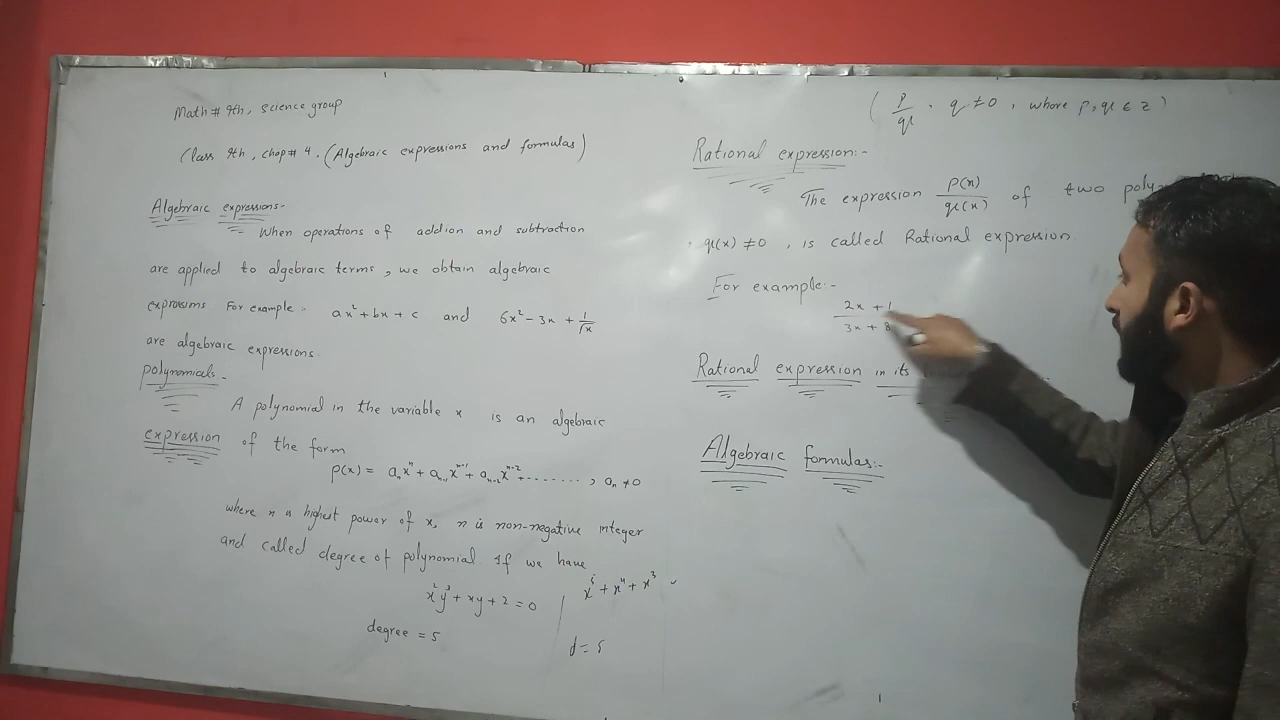 Math # 9th, science group
Class 9th, chap# 4. (Algebraic expressions and formulas)
Algebraic expressions-
When operations of addion and subtraction
are applied to algebraic terms, we obtain algebraic
For example: ax²+bx+c and 6x²-3x+1/√x
are algebraic expressions.
polynomials.-
A polynomial in the variable x is an algebraic
expression of the form
P(x) = aₙxⁿ + aₙ₋₁xⁿ⁻¹ + aₙ₋₂xⁿ⁻² + ........, aₙ ≠ 0
where n is highest power of x, n is non-negative integer
and called degree of polynomial. If we have
x²y³ + xy + 2 = 0
x⁵ + x⁴ + x³
degree = 5
d = 5
(p/q, q ≠ 0, where p, q ∈ z)
Rational expression:-
The expression P(x)/q(x) of two
q(x) ≠ 0, is called Rational expression.
For example:-
2x + 1
3x + 8
Rational expression in its
Algebraic formulas:-